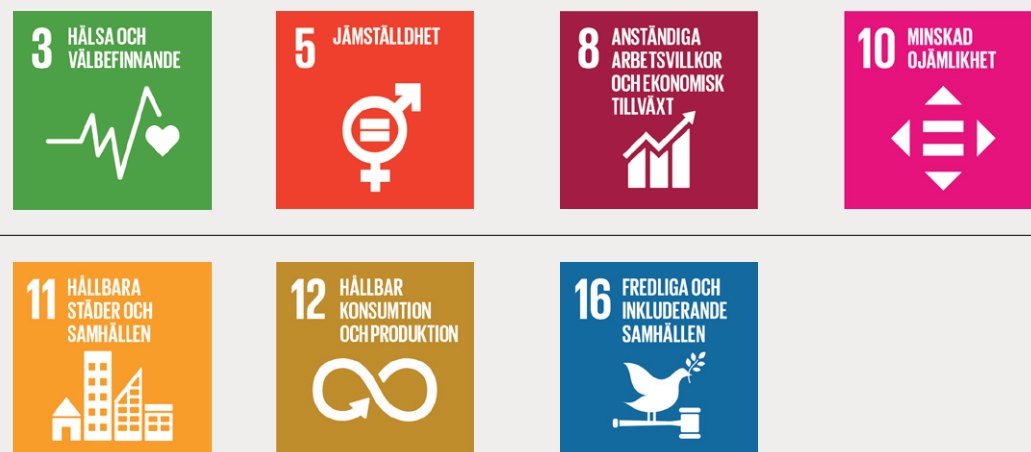 3 HÄLSA OCH
VÄLBEFINNANDE
5 JÄMSTÄLLDHET
8 ANSTÄNDIGA
ARBETSVILLKOR
OCH EKONOMISK
TILLVÄXT
10 MINSKAD
OJÄMLIKHET
11 HÅLLBARA
STÄDER OCH
SAMHÄLLEN
12 HÅLLBAR
KONSUMTION
OCH PRODUKTION
16 FREDLIGA OCH
INKLUDERANDE
SAMHÄLLEN